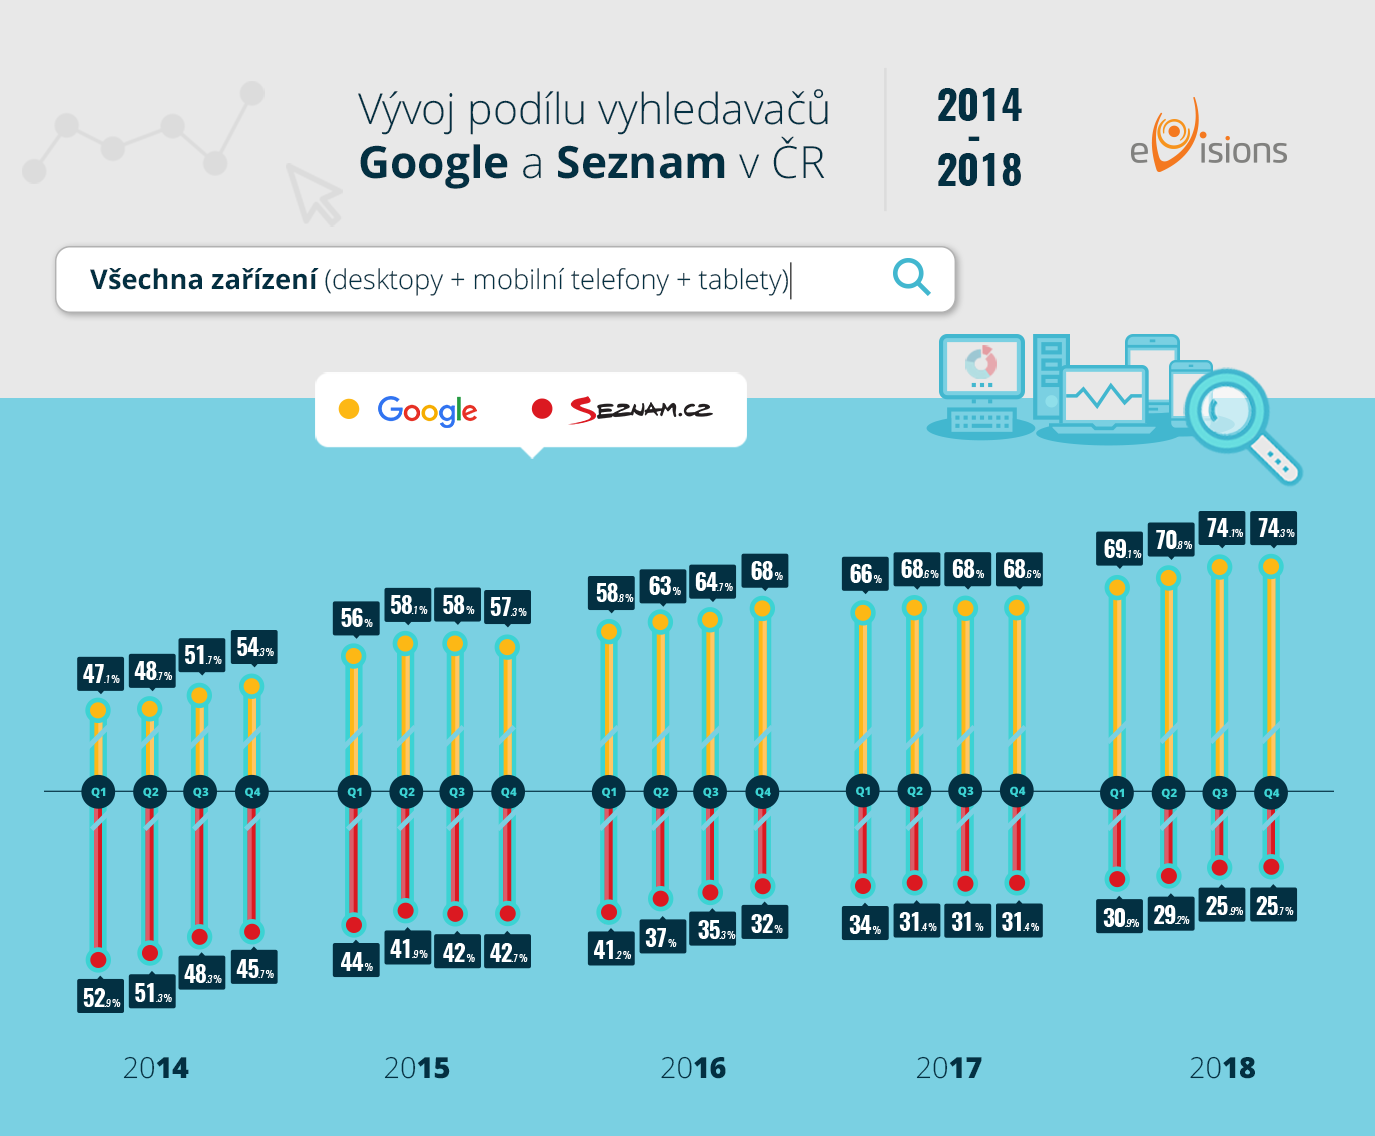 Vývoj podílu vyhledavačů
Google a Seznam v ČR
2014
-
2018
evisions
Všechna zařízení (desktopy + mobilní telefony + tablety)
Google
Seznam.cz
47.1% 48.7% 51.7% 54.3%
56% 58.1% 58% 57.3%
58.8% 63% 64.7% 68%
66% 68.6% 68% 68.6%
69.1% 70.8% 74.1% 74.3%
Q1 Q2 Q3 Q4
Q1 Q2 Q3 Q4
Q1 Q2 Q3 Q4
Q1 Q2 Q3 Q4
Q1 Q2 Q3 Q4
52.9% 51.3% 48.3% 45.7%
44% 41.9% 42% 42.7%
41.2% 37% 35.3% 32%
34% 31.4% 31% 31.4%
30.9% 29.2% 25.9% 25.7%
2014
2015
2016
2017
2018